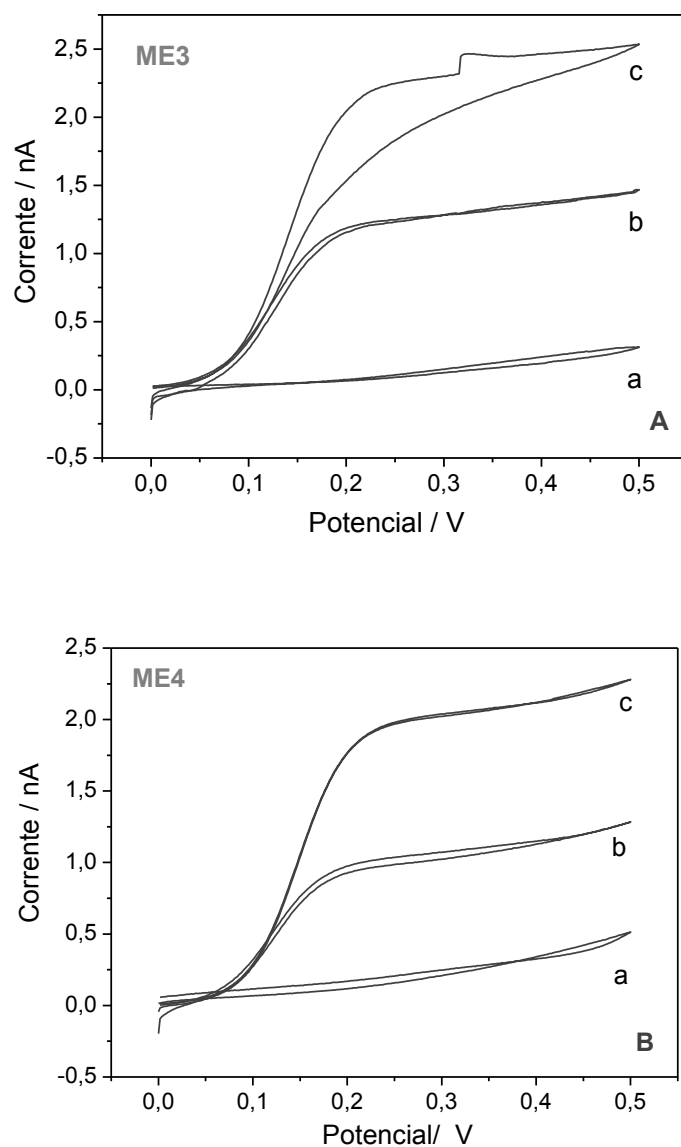 ME3
2,5
2,0
1,5
1,0
0,5
0,0
-0,5
Corrente / nA
c
b
a
A
0,0 0,1 0,2 0,3 0,4 0,5
Potencial / V
ME4
2,5
2,0
1,5
1,0
0,5
0,0
-0,5
Corrente / nA
c
b
a
B
0,0 0,1 0,2 0,3 0,4 0,5
Potencial/ V